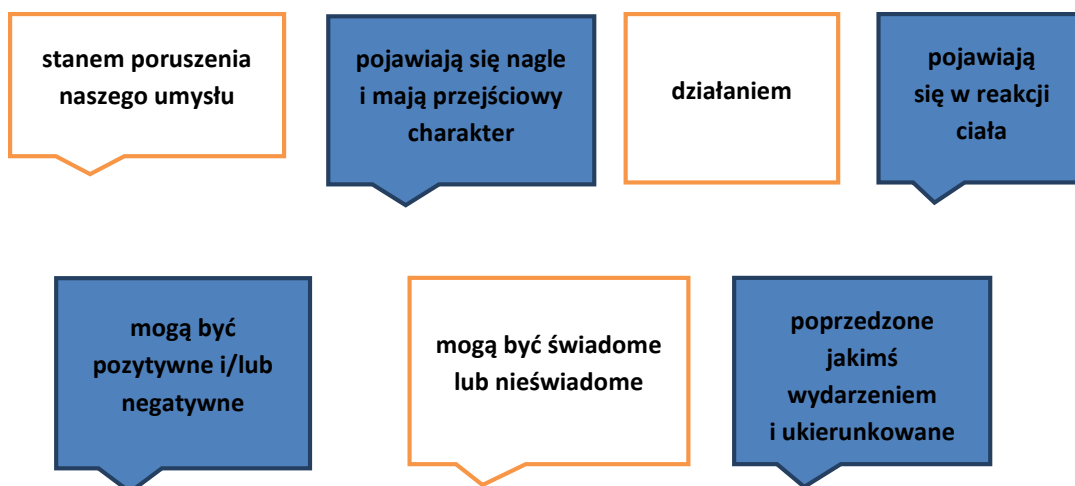 stanem poruszenia
naszego umysłu
pojawiają się nagle
i mają przejściowy
charakter
działaniem
pojawiają
się w reakcji
ciała
mogą być
pozytywne i/lub
negatywne
mogą być świadome
lub nieświadome
poprzedzone
jakimś
wydarzeniem
i ukierunkowane